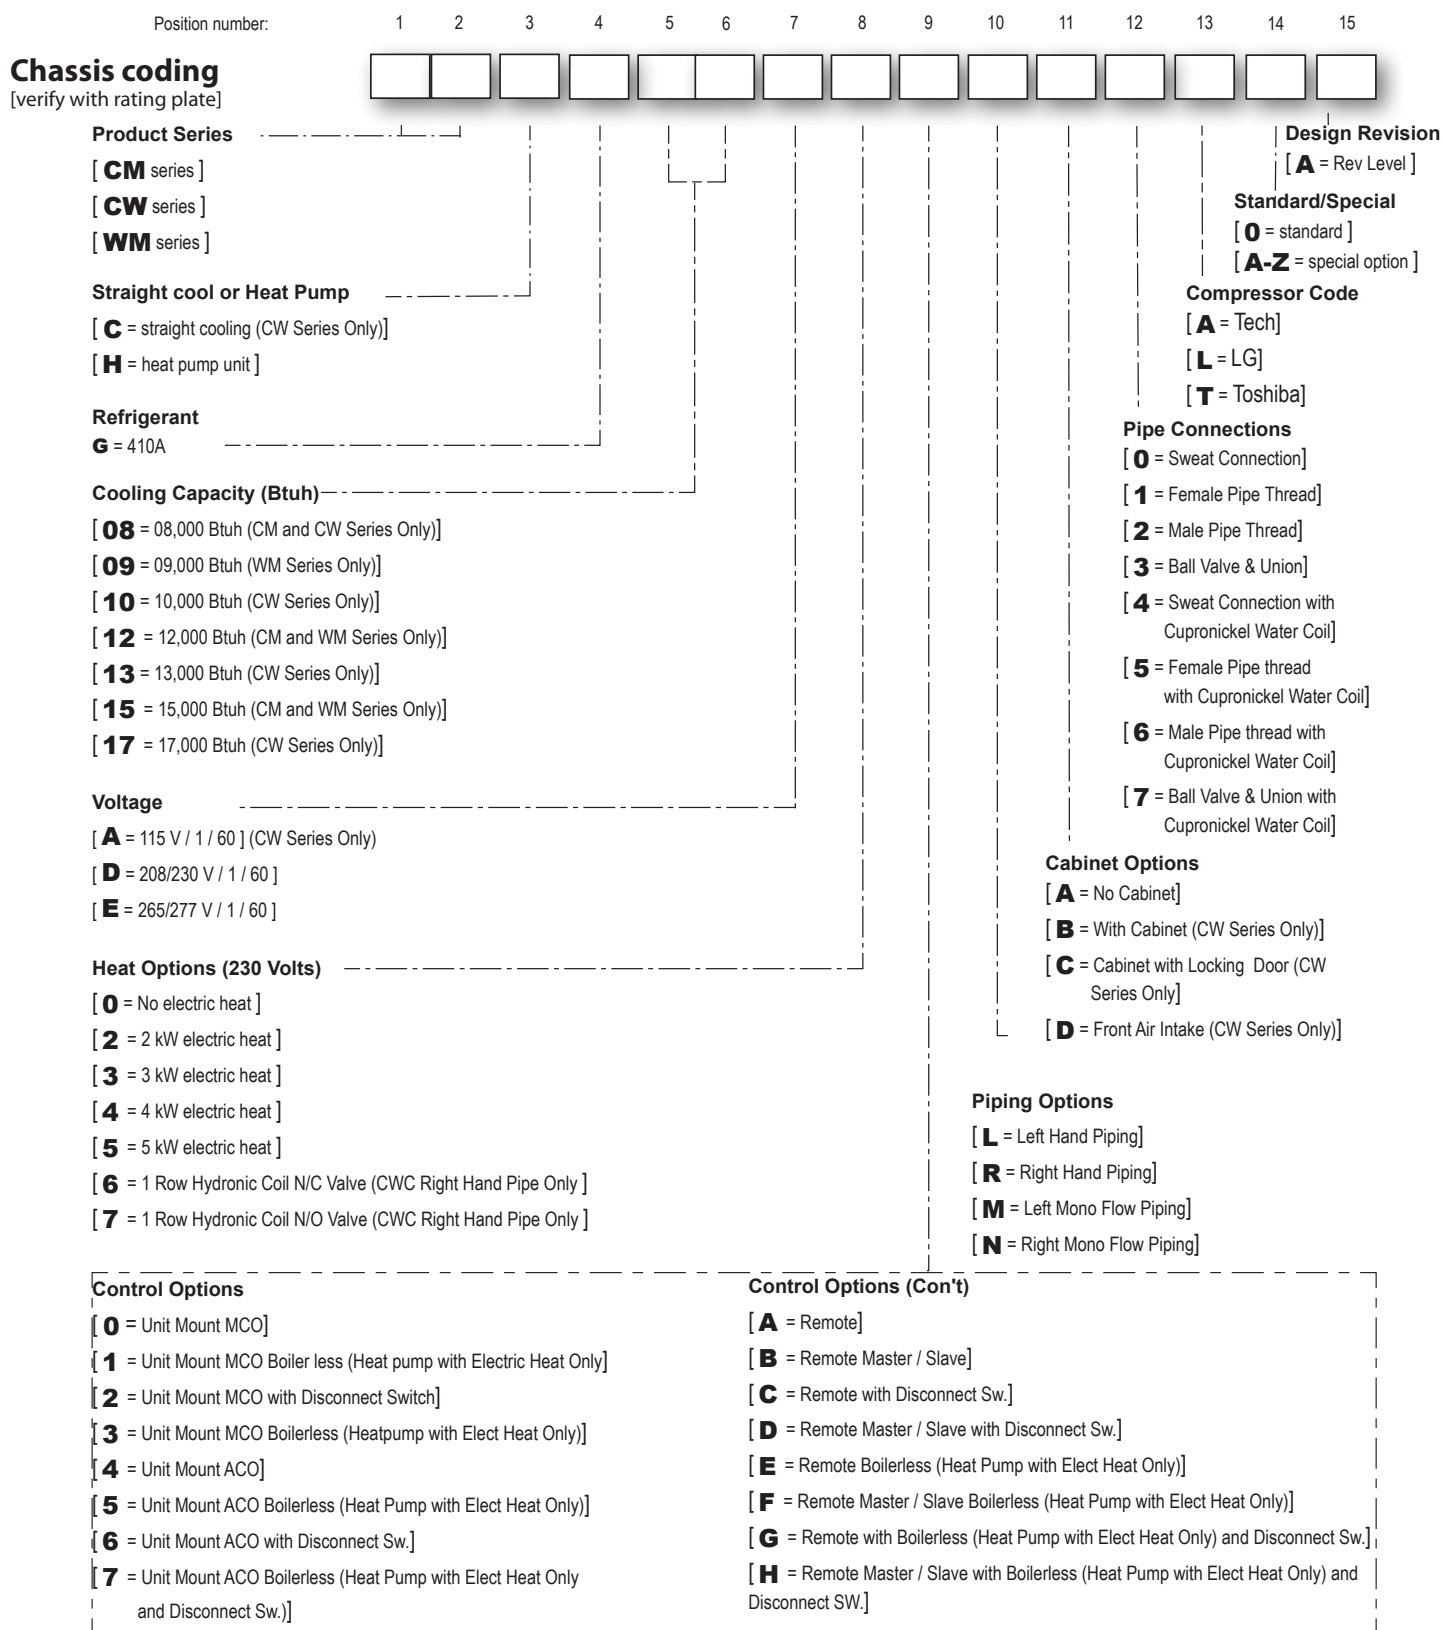 Position number: 1 2 3 4 5 6 7 8 9 10 11 12 13 14 15
Chassis coding
[verify with rating plate]
Product Series
[ CM series ]
[ CW series ]
[ WM series ]
Straight cool or Heat Pump
[ C = straight cooling (CW Series Only)]
[ H = heat pump unit ]
Refrigerant
G = 410A
Cooling Capacity (Btuh)
[ 08 = 08,000 Btuh (CM and CW Series Only)]
[ 09 = 09,000 Btuh (WM Series Only)]
[ 10 = 10,000 Btuh (CW Series Only)]
[ 12 = 12,000 Btuh (CM and WM Series Only)]
[ 13 = 13,000 Btuh (CW Series Only)]
[ 15 = 15,000 Btuh (CM and WM Series Only)]
[ 17 = 17,000 Btuh (CW Series Only)]
Voltage
[ A = 115 V / 1 / 60 ] (CW Series Only)
[ D = 208/230 V / 1 / 60 ]
[ E = 265/277 V / 1 / 60 ]
Heat Options (230 Volts)
[ 0 = No electric heat ]
[ 2 = 2 kW electric heat ]
[ 3 = 3 kW electric heat ]
[ 4 = 4 kW electric heat ]
[ 5 = 5 kW electric heat ]
[ 6 = 1 Row Hydronic Coil N/C Valve (CWC Right Hand Pipe Only ]
[ 7 = 1 Row Hydronic Coil N/O Valve (CWC Right Hand Pipe Only ]
Design Revision
[ A = Rev Level ]
Standard/Special
[ 0 = standard ]
[ A-Z = special option ]
Compressor Code
[ A = Tech]
[ L = LG]
[ T = Toshiba]
Pipe Connections
[ 0 = Sweat Connection]
[ 1 = Female Pipe Thread]
[ 2 = Male Pipe Thread]
[ 3 = Ball Valve & Union]
[ 4 = Sweat Connection with
Cupronickel Water Coil]
[ 5 = Female Pipe thread
with Cupronickel Water Coil]
[ 6 = Male Pipe thread with
Cupronickel Water Coil]
[ 7 = Ball Valve & Union with
Cupronickel Water Coil]
Cabinet Options
[ A = No Cabinet]
[ B = With Cabinet (CW Series Only)]
[ C = Cabinet with Locking Door (CW
Series Only]
[ D = Front Air Intake (CW Series Only)]
Piping Options
[ L = Left Hand Piping]
[ R = Right Hand Piping]
[ M = Left Mono Flow Piping]
[ N = Right Mono Flow Piping]
Control Options
[ 0 = Unit Mount MCO]
[ 1 = Unit Mount MCO Boiler less (Heat pump with Electric Heat Only]
[ 2 = Unit Mount MCO with Disconnect Switch]
[ 3 = Unit Mount MCO Boilerless (Heatpump with Elect Heat Only)]
[ 4 = Unit Mount ACO]
[ 5 = Unit Mount ACO Boilerless (Heat Pump with Elect Heat Only)]
[ 6 = Unit Mount ACO with Disconnect Sw.]
[ 7 = Unit Mount ACO Boilerless (Heat Pump with Elect Heat Only
and Disconnect Sw.)]
Control Options (Con't)
[ A = Remote]
[ B = Remote Master / Slave]
[ C = Remote with Disconnect Sw.]
[ D = Remote Master / Slave with Disconnect Sw.]
[ E = Remote Boilerless (Heat Pump with Elect Heat Only)]
[ F = Remote Master / Slave Boilerless (Heat Pump with Elect Heat Only)]
[ G = Remote with Boilerless (Heat Pump with Elect Heat Only) and Disconnect Sw.]
[ H = Remote Master / Slave with Boilerless (Heat Pump with Elect Heat Only) and
Disconnect SW.]